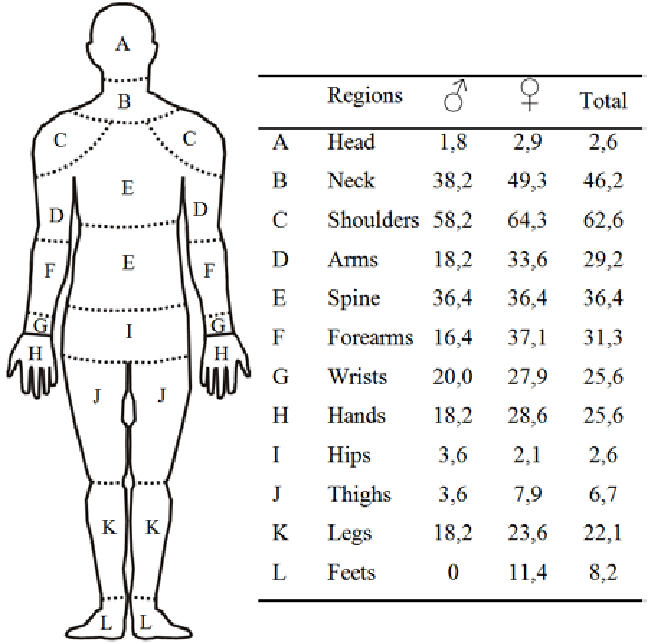 A
B
C C
E
D D
E
F F
G G
I
H H
J J
K K
L L
Regions ♂ ♀ Total
A Head 1,8 2,9 2,6
B Neck 38,2 49,3 46,2
C Shoulders 58,2 64,3 62,6
D Arms 18,2 33,6 29,2
E Spine 36,4 36,4 36,4
F Forearms 16,4 37,1 31,3
G Wrists 20,0 27,9 25,6
H Hands 18,2 28,6 25,6
I Hips 3,6 2,1 2,6
J Thighs 3,6 7,9 6,7
K Legs 18,2 23,6 22,1
L Feets 0 11,4 8,2